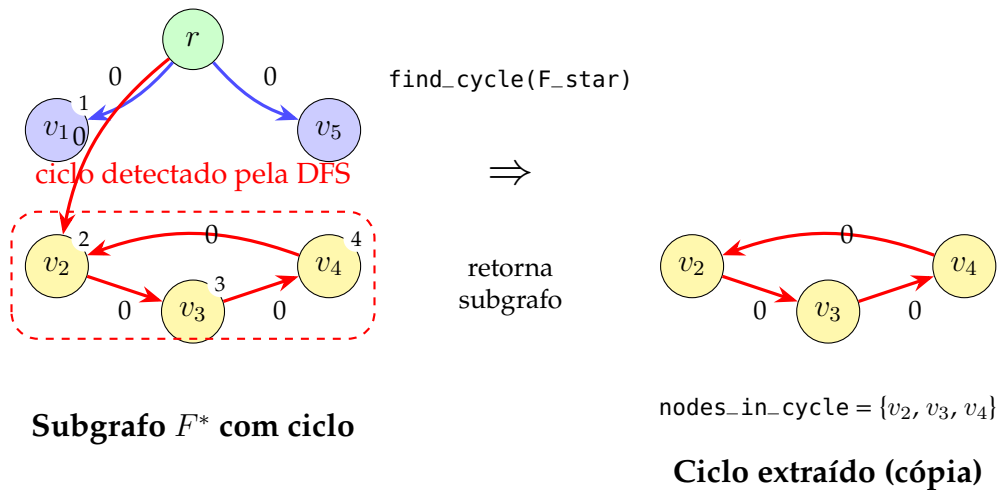 r
0
0
find_cycle(F_star)
1
v1
0
v5
ciclo detectado pela DFS
⇒
2
0
4
v2
v4
3
0
v3
0
retorna
subgrafo
0
v2
v4
0
v3
0
Subgrafo F* com ciclo
nodes_in_cycle = {v2, v3, v4}
Ciclo extraído (cópia)